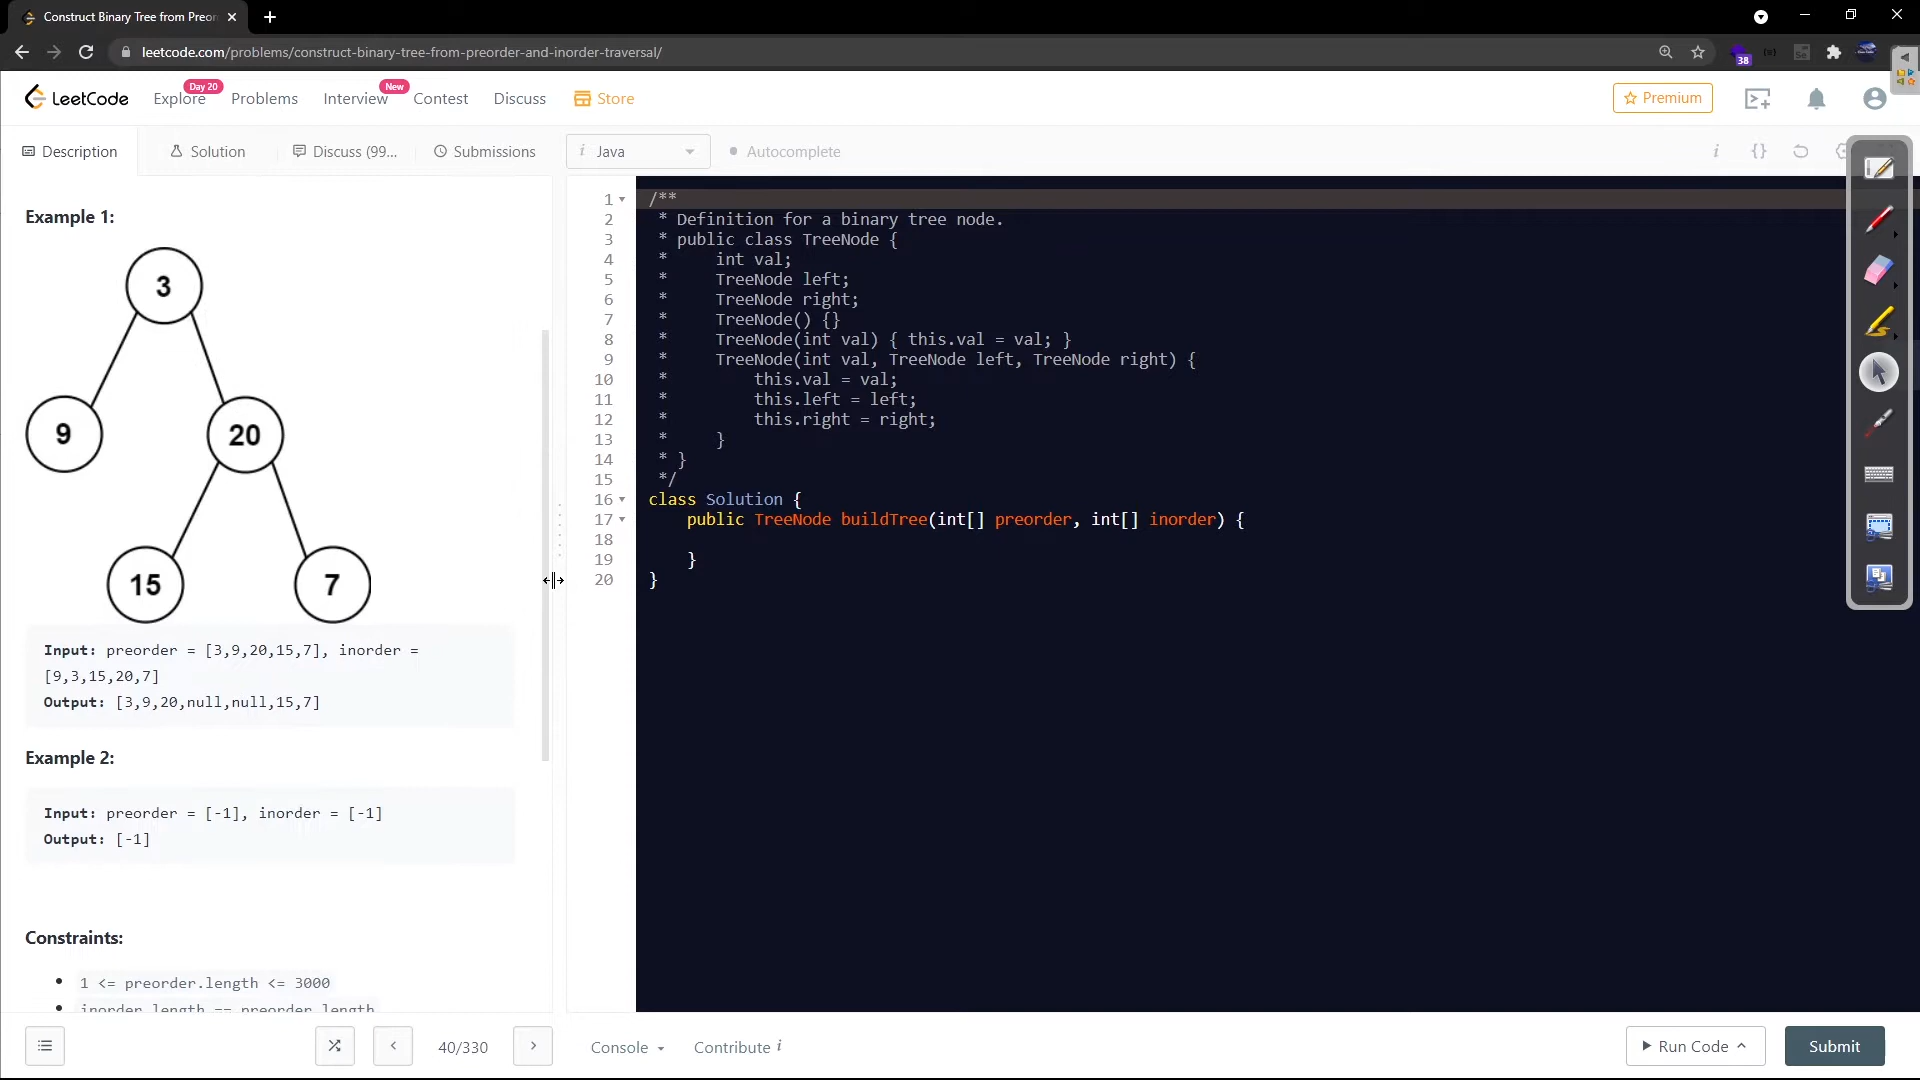 Construct Binary Tree from Preor
leetcode.com/problems/construct-binary-tree-from-preorder-and-inorder-traversal/
38
LeetCode
Explore
Day 20
Problems
Interview
New
Contest
Discuss
Store
Premium
Description
Solution
Discuss (99...
Submissions
i Java
Autocomplete
i {}
Example 1:
3
9
20
15
7
Input: preorder = [3,9,20,15,7], inorder =
[9,3,15,20,7]
Output: [3,9,20,null,null,15,7]
Example 2:
Input: preorder = [-1], inorder = [-1]
Output: [-1]
Constraints:
1 <= preorder.length <= 3000
inorder.length == preorder.length
1 /**
2 * Definition for a binary tree node.
3 * public class TreeNode {
4 * int val;
5 * TreeNode left;
6 * TreeNode right;
7 * TreeNode() {}
8 * TreeNode(int val) { this.val = val; }
9 * TreeNode(int val, TreeNode left, TreeNode right) {
10 * this.val = val;
11 * this.left = left;
12 * this.right = right;
13 * }
14 * }
15 */
16 class Solution {
17 public TreeNode buildTree(int[] preorder, int[] inorder) {
18
19 }
20 }
40/330
Console
Contribute i
Run Code
Submit